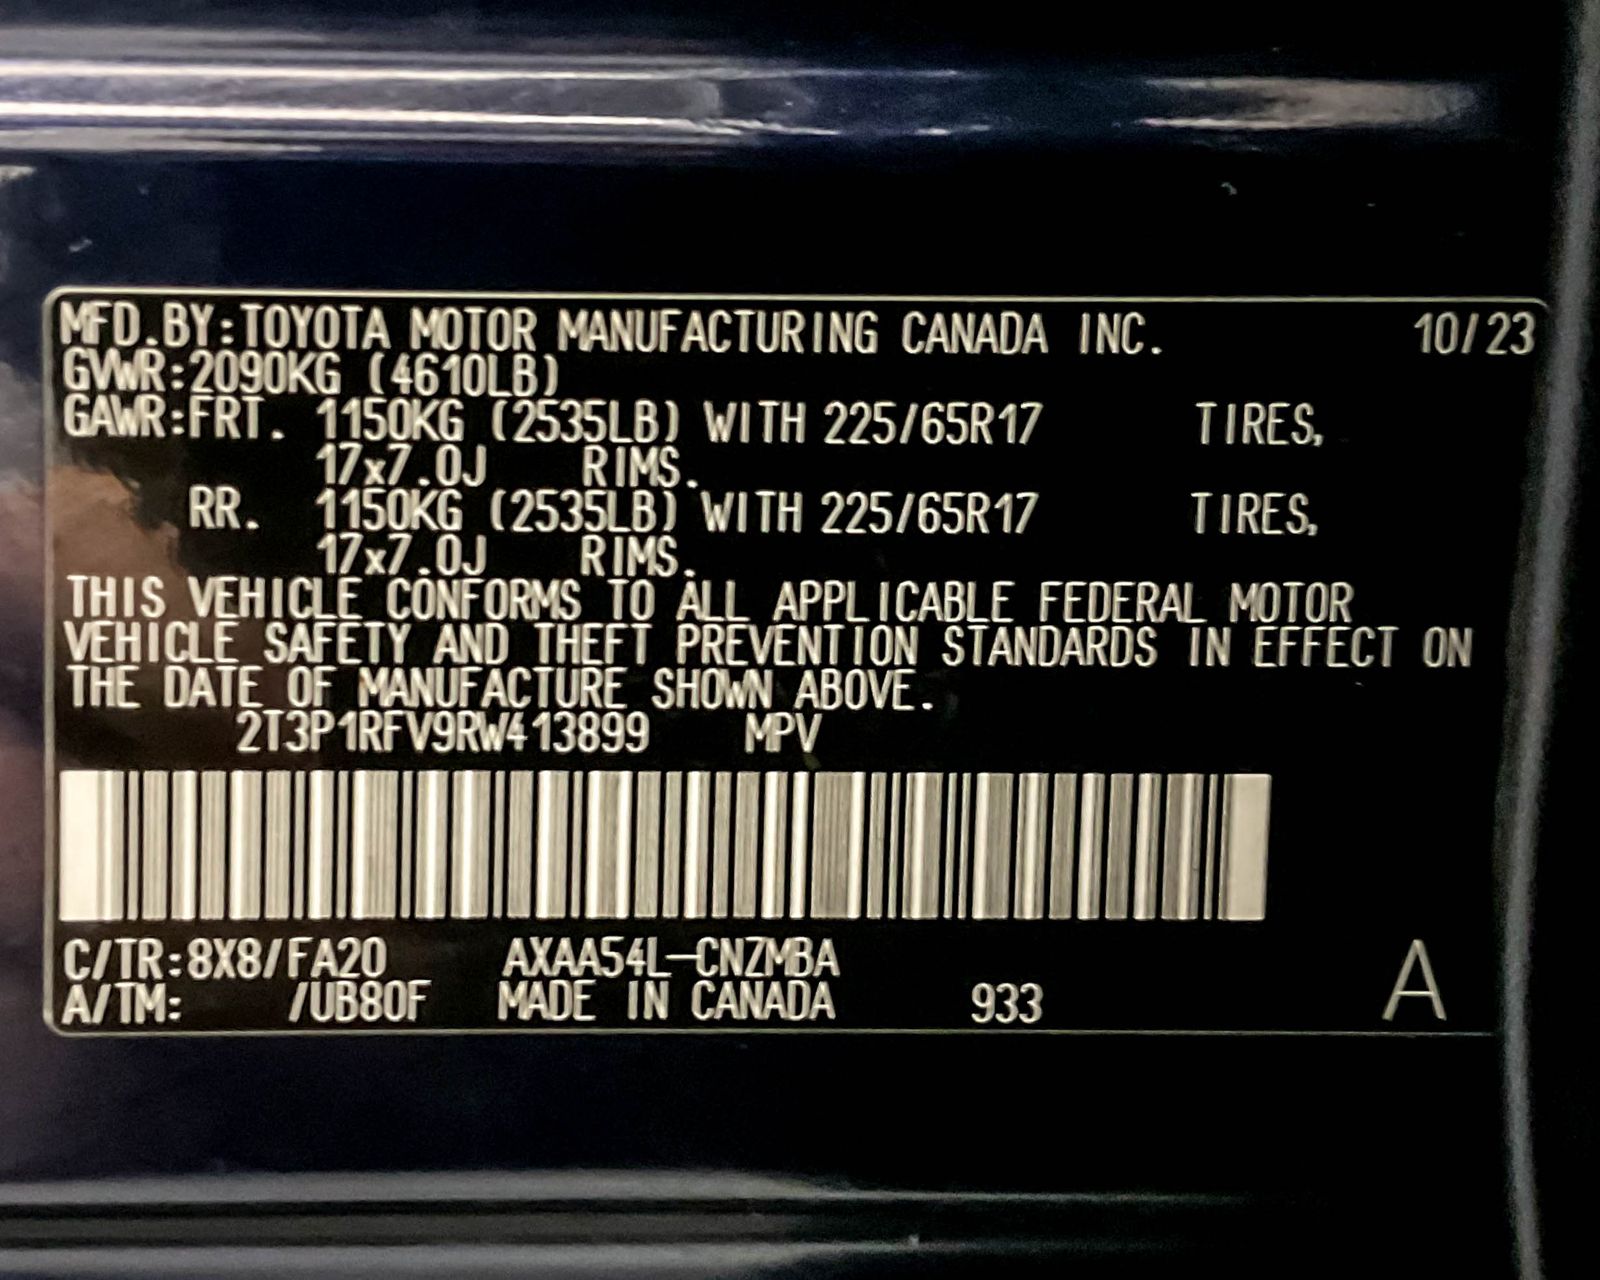 MFD.BY:TOYOTA MOTOR MANUFACTURING CANADA INC. 10/23
GVWR:2090KG (4610LB)
GAWR:FRT. 1150KG (2535LB) WITH 225/65R17 TIRES,
17x7.0J RIMS.
RR. 1150KG (2535LB) WITH 225/65R17 TIRES,
17x7.0J RIMS.
THIS VEHICLE CONFORMS TO ALL APPLICABLE FEDERAL MOTOR
VEHICLE SAFETY AND THEFT PREVENTION STANDARDS IN EFFECT ON
THE DATE OF MANUFACTURE SHOWN ABOVE.
2T3P1RFV9RW413899 MPV
C/TR:8X8/FA20 AXAA54L-CNZMBA
A/TM: /UB80F MADE IN CANADA 933 A